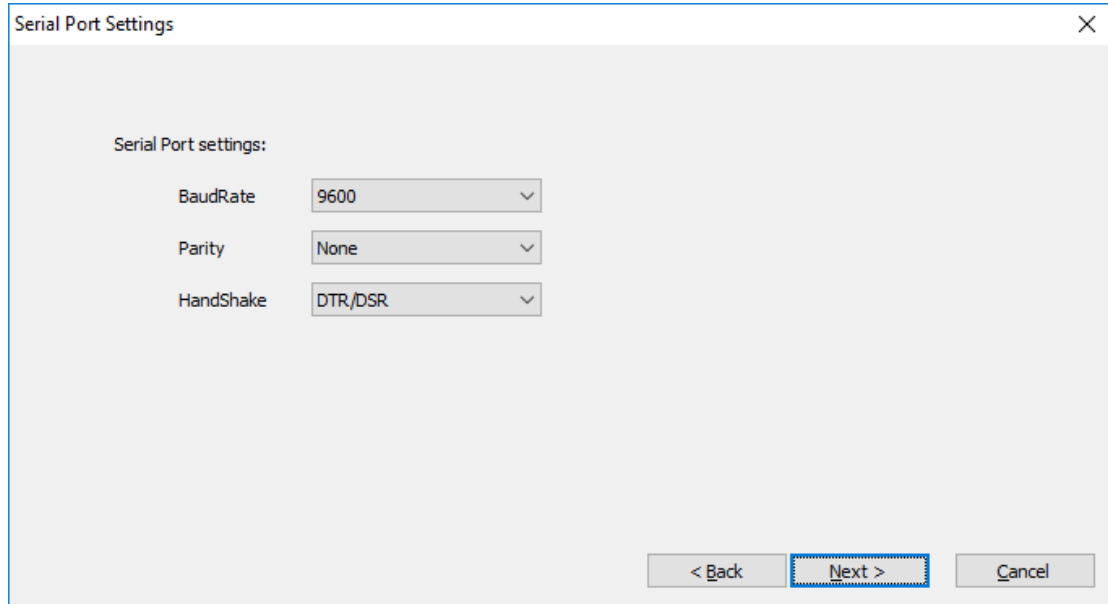 Serial Port Settings
Serial Port settings:
BaudRate 9600
Parity None
HandShake DTR/DSR
< Back Next > Cancel